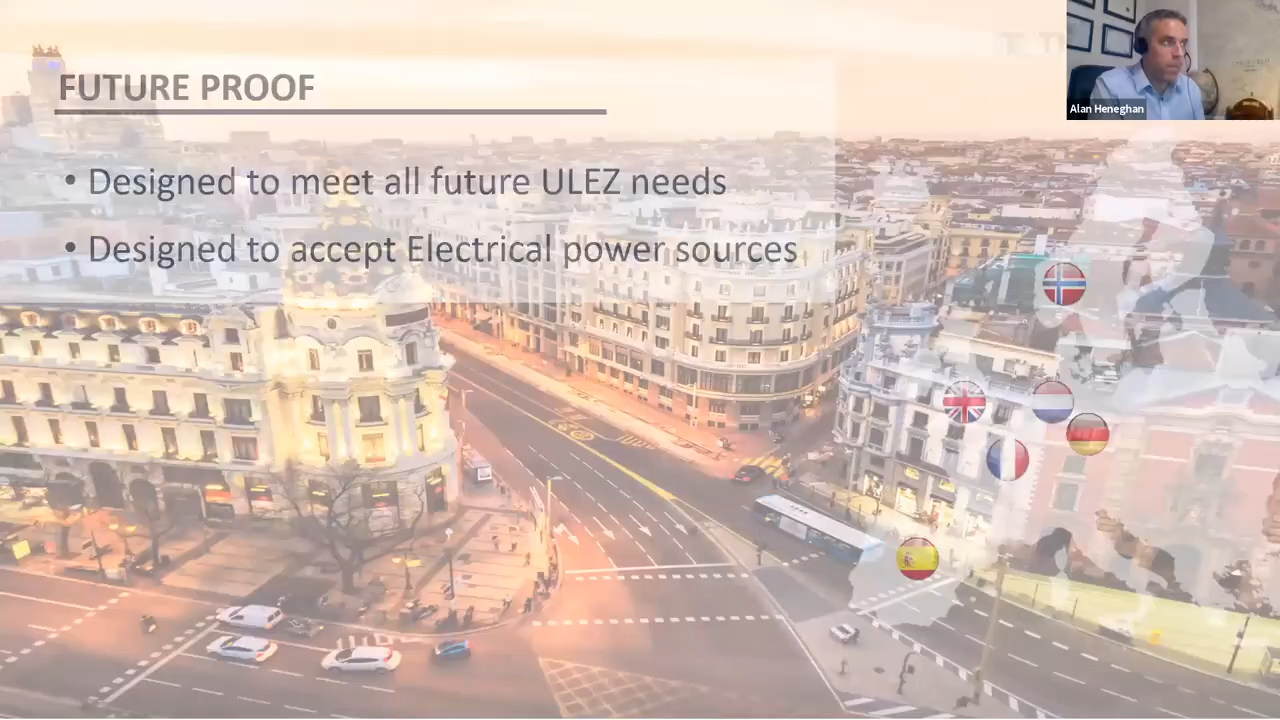 FUTURE PROOF
• Designed to meet all future ULEZ needs
• Designed to accept Electrical power sources
Alan Heneghan